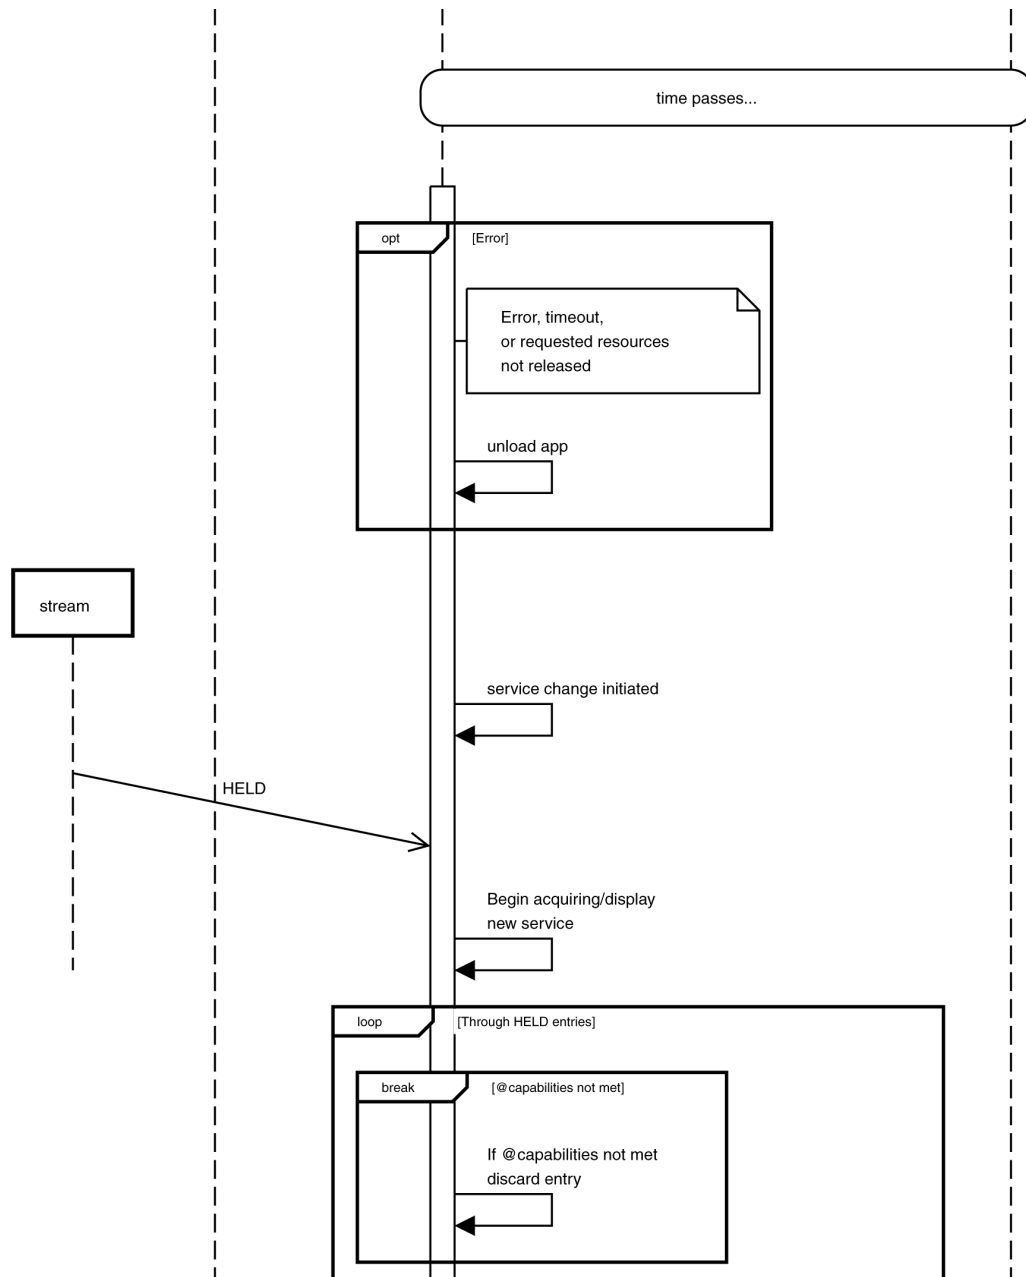 time passes...
opt
[Error]
Error, timeout,
or requested resources
not released
unload app
stream
service change initiated
HELD
Begin acquiring/display
new service
loop
[Through HELD entries]
break
[@capabilities not met]
If @capabilities not met
discard entry